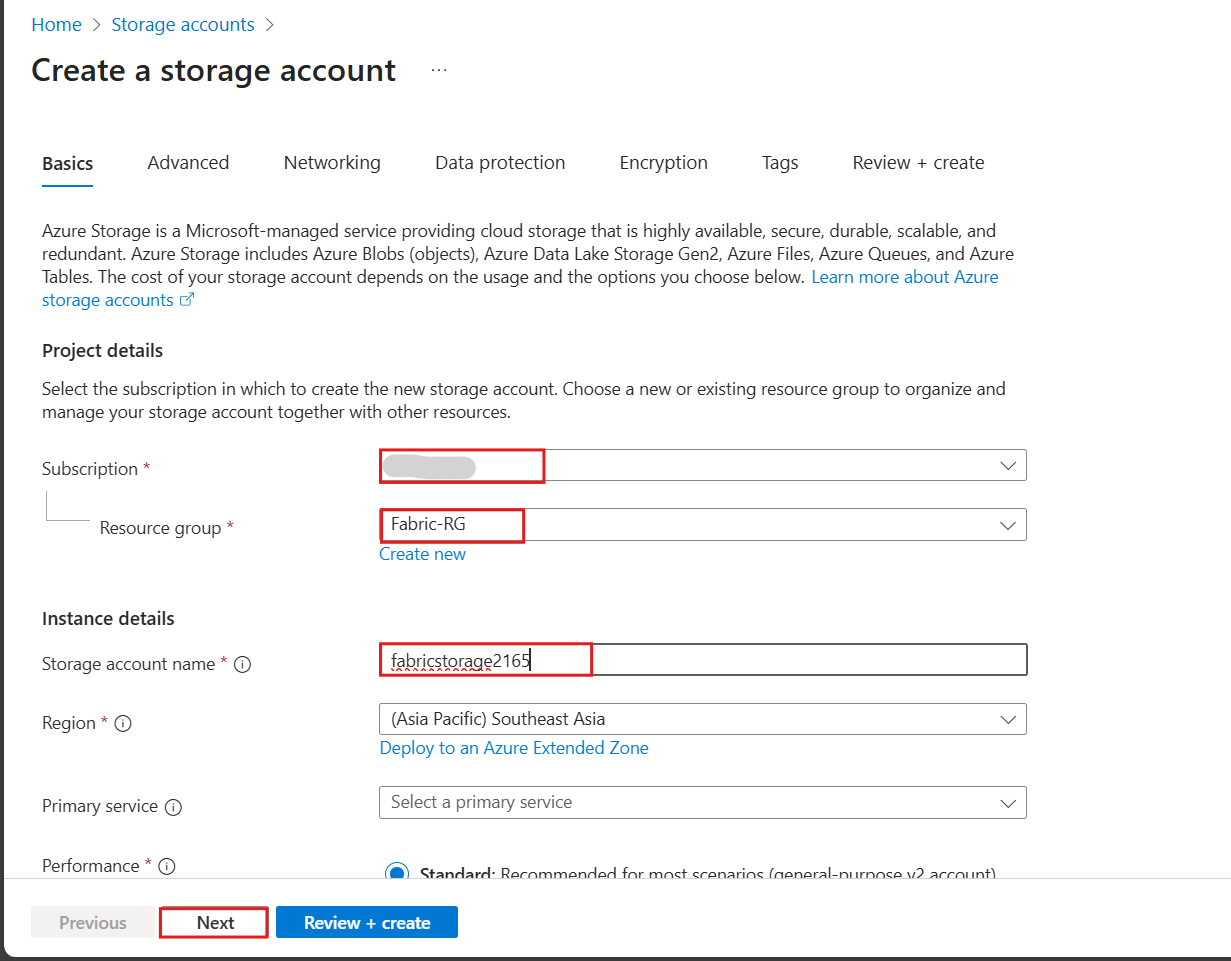 Home > Storage accounts >
Create a storage account ...
Basics Advanced Networking Data protection Encryption Tags Review + create
Azure Storage is a Microsoft-managed service providing cloud storage that is highly available, secure, durable, scalable, and
redundant. Azure Storage includes Azure Blobs (objects), Azure Data Lake Storage Gen2, Azure Files, Azure Queues, and Azure
Tables. The cost of your storage account depends on the usage and the options you choose below. Learn more about Azure
storage accounts
Project details
Select the subscription in which to create the new storage account. Choose a new or existing resource group to organize and
manage your storage account together with other resources.
Subscription *
Resource group * Fabric-RG
Create new
Instance details
Storage account name * fabricstorage2165
Region * (Asia Pacific) Southeast Asia
Deploy to an Azure Extended Zone
Primary service Select a primary service
Performance * Standard: Recommended for most scenarios (general-purpose v2 account)
Previous Next Review + create